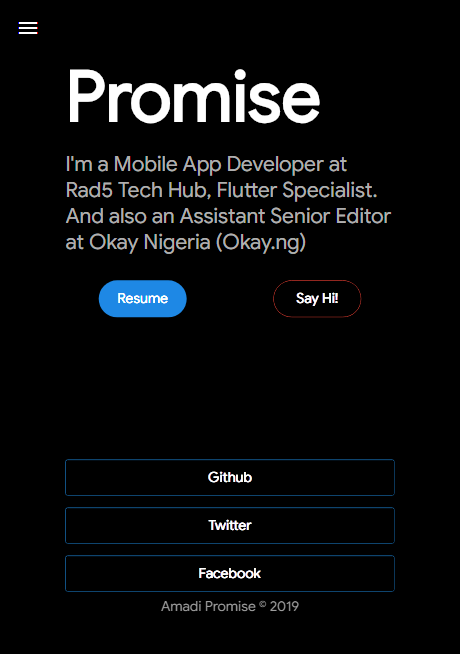 Promise
I'm a Mobile App Developer at
Rad5 Tech Hub, Flutter Specialist.
And also an Assistant Senior Editor
at Okay Nigeria (Okay.ng)
Resume
Say Hi!
Github
Twitter
Facebook
Amadi Promise © 2019